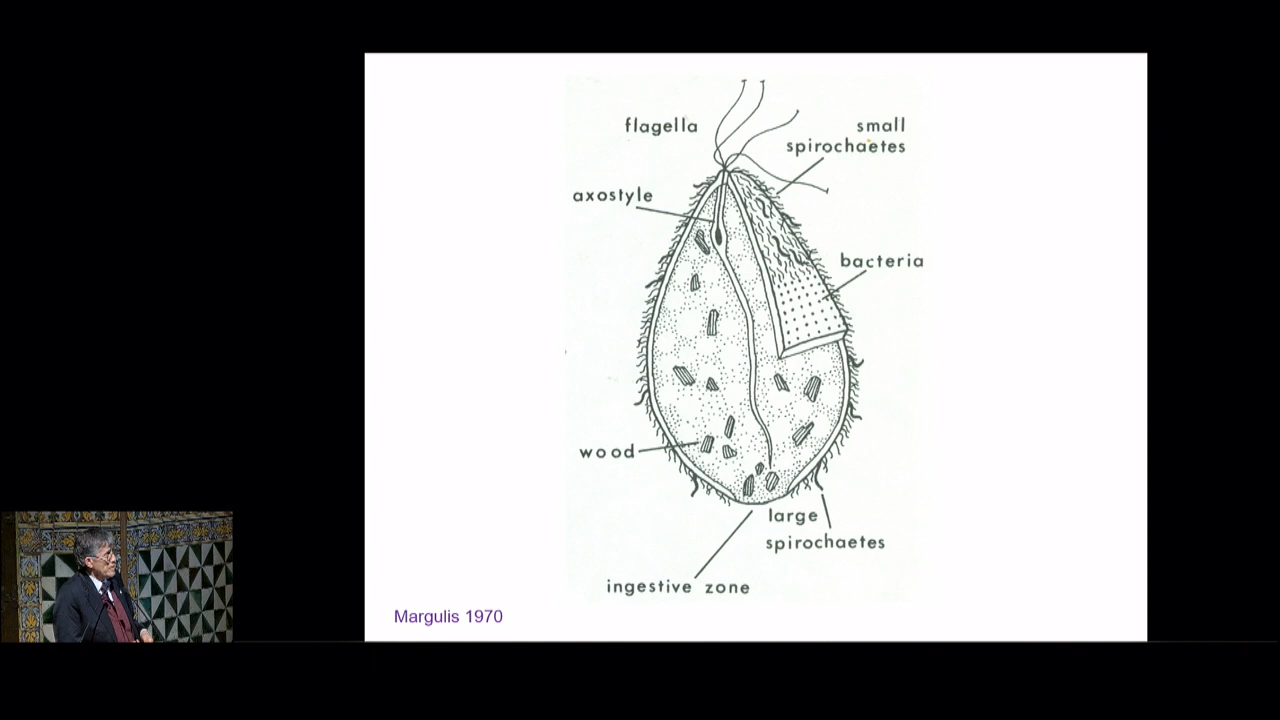 flagella
small
spirochaetes
axostyle
bacteria
wood
large
spirochaetes
ingestive zone
Margulis 1970